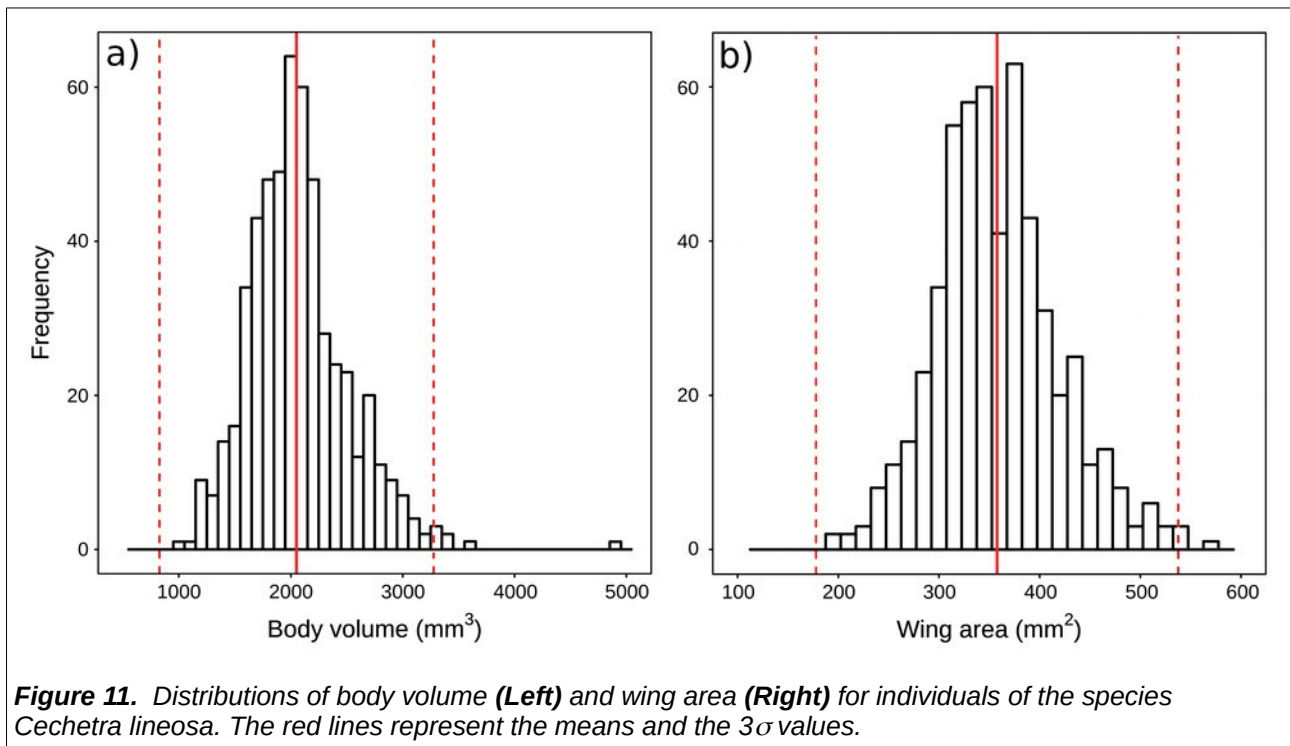 a)
60
40
20
0
Frequency
1000 2000 3000 4000 5000
Body volume (mm³)
b)
60
40
20
0
100 200 300 400 500 600
Wing area (mm²)
Figure 11. Distributions of body volume (Left) and wing area (Right) for individuals of the species
Cechetra lineosa. The red lines represent the means and the 3σ values.